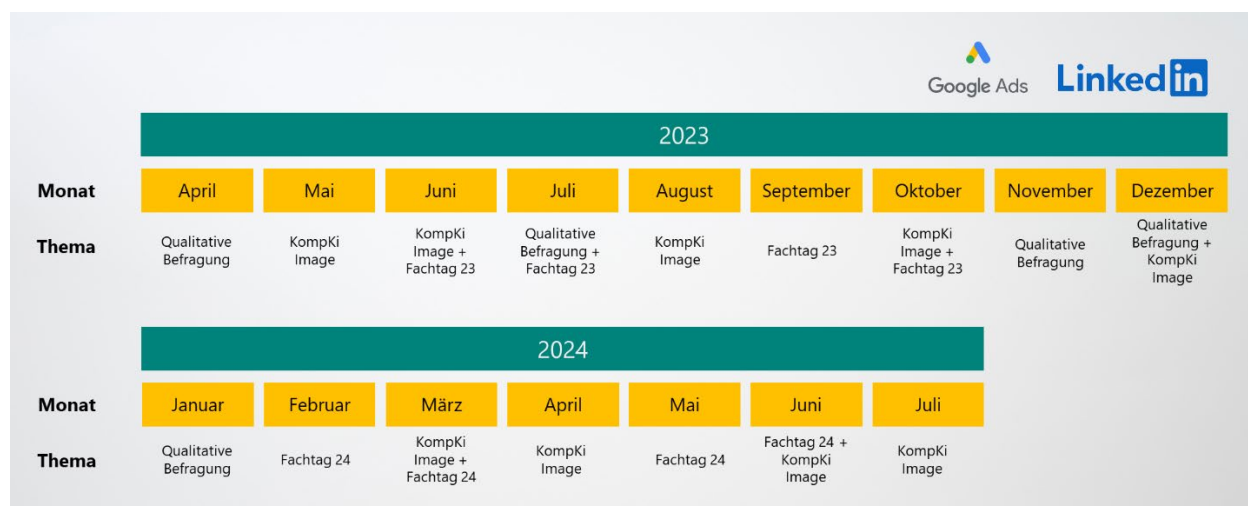 Google Ads
Linked in
2023
Monat April Mai Juni Juli August September Oktober November Dezember
Thema
Qualitative
Befragung
KompKi
Image
KompKi
Image +
Fachtag 23
Qualitative
Befragung +
Fachtag 23
KompKi
Image
Fachtag 23
KompKi
Image +
Fachtag 23
Qualitative
Befragung
Qualitative
Befragung +
KompKi
Image
2024
Monat Januar Februar März April Mai Juni Juli
Thema
Qualitative
Befragung
Fachtag 24
KompKi
Image +
Fachtag 24
KompKi
Image
Fachtag 24
Fachtag 24 +
KompKi
Image
KompKi
Image